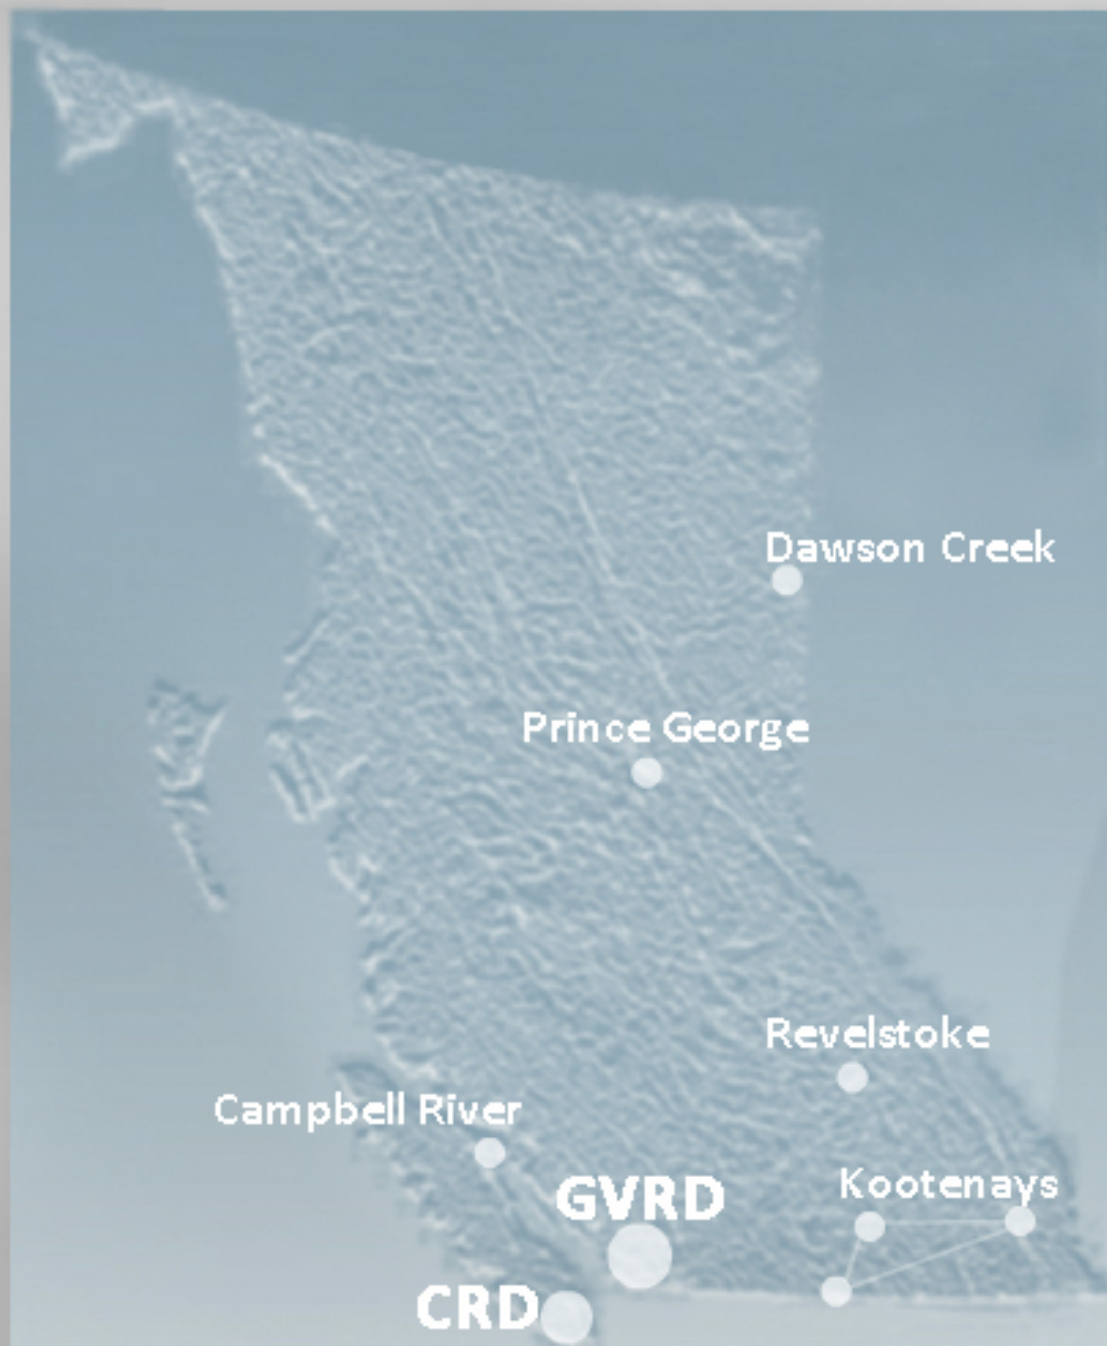 Dawson Creek
Prince George
Revelstoke
Campbell River
Kootenays
GVRD
CRD